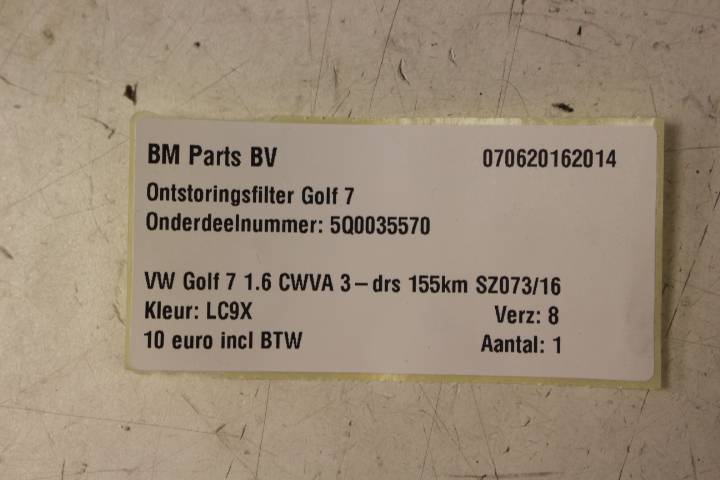 BM Parts BV 070620162014
Ontstoringsfilter Golf 7
Onderdeelnummer: 5Q0035570
VW Golf 7 1.6 CWVA 3-drs 155km SZ073/16
Kleur: LC9X Verz: 8
10 euro incl BTW Aantal: 1